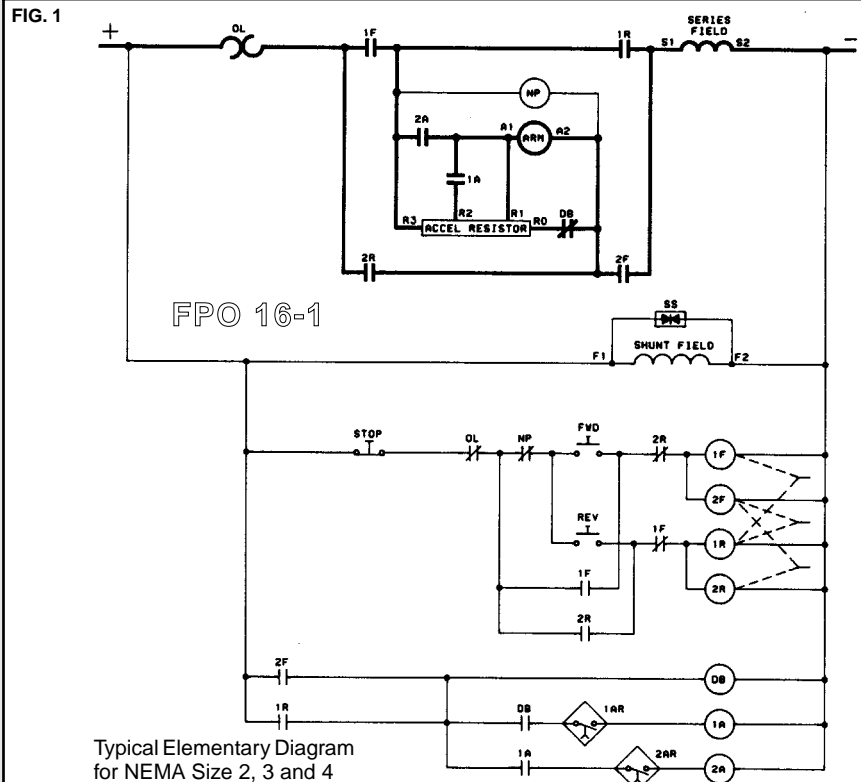 FIG. 1
+ OL 1F 1R SERIES FIELD S1 S2 -
NP
2A A1 ARM A2
1A
R3 R2 R1 R0 DB
ACCEL RESISTOR
2R 2F
FPO 16-1
SS
F1 SHUNT FIELD F2
STOP OL NP FWD 2R 1F
2F
REV 1F 1R
1F 2R
2R
2F DB
1R DB 1AR 1A
1A 2AR 2A
Typical Elementary Diagram
for NEMA Size 2, 3 and 4